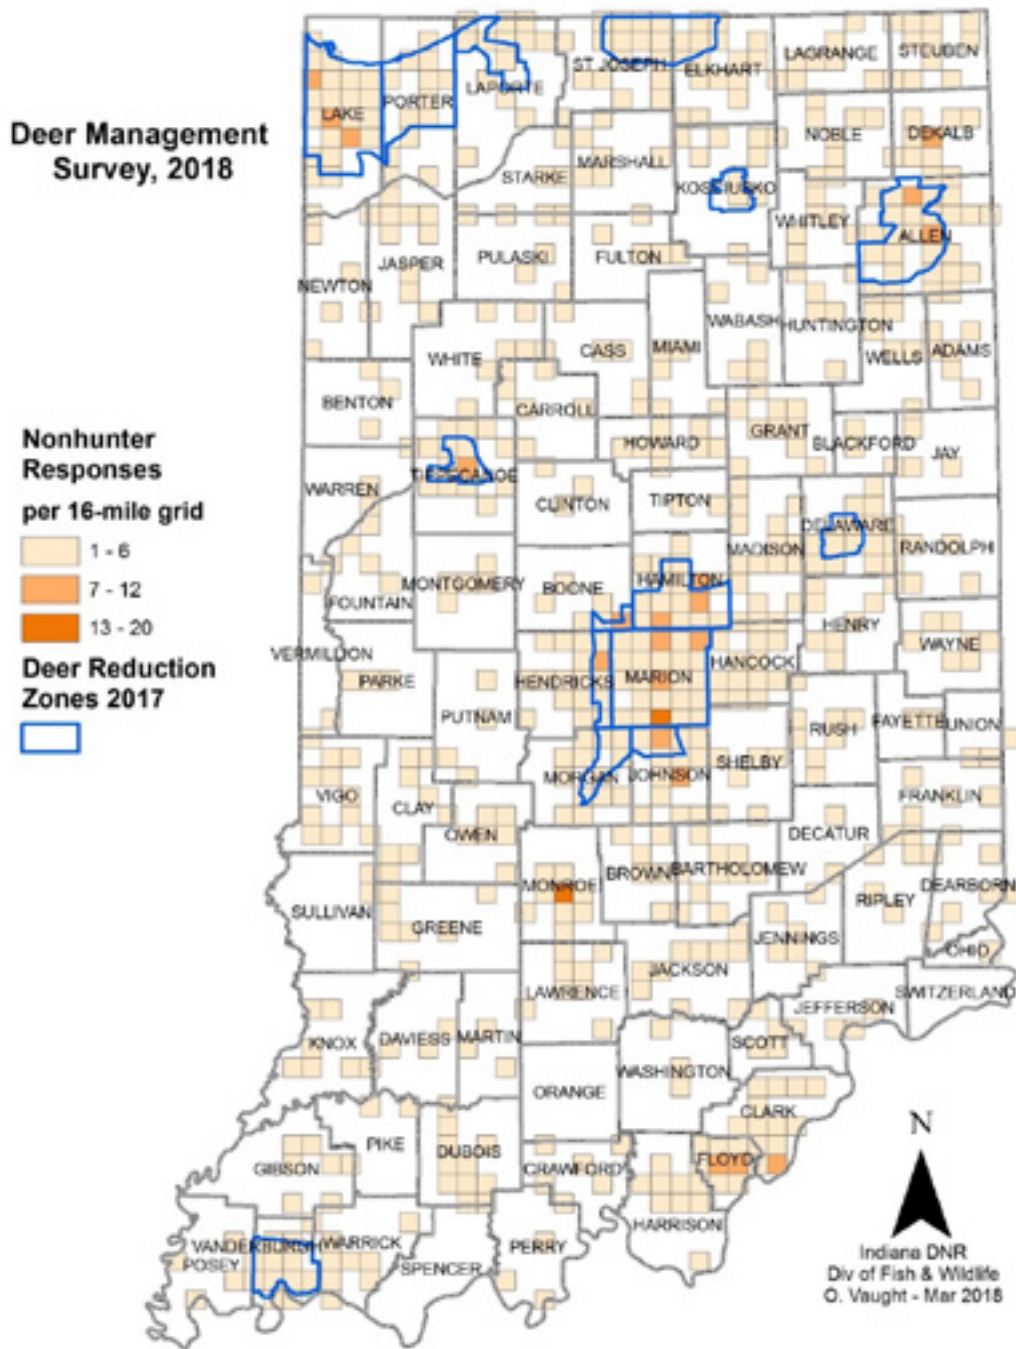 Deer Management
Survey, 2018
Nonhunter
Responses
per 16-mile grid
1 - 6
7 - 12
13 - 20
Deer Reduction
Zones 2017
LAKE
PORTER
LAPORTE
ST JOSEPH
ELKHART
LAGRANGE
STEUBEN
NOBLE
DEKALB
STARKE
MARSHALL
KOSCIUSKO
WHITLEY
ALLEN
NEWTON
JASPER
PULASKI
FULTON
WABASH
HUNTINGTON
WELLS
ADAMS
WHITE
CASS
MIAMI
BENTON
CARROLL
HOWARD
GRANT
BLACKFORD
JAY
WARREN
TIPPECANOE
CLINTON
TIPTON
MADISON
DELAWARE
RANDOLPH
FOUNTAIN
MONTGOMERY
BOONE
HAMILTON
HENRY
WAYNE
VERMILLION
PARKE
PUTNAM
HENDRICKS
MARION
HANCOCK
RUSH
FAYETTE
UNION
VIGO
CLAY
OWEN
MORGAN
JOHNSON
SHELBY
DECATUR
FRANKLIN
SULLIVAN
GREENE
MONROE
BROWN
BARTHOLOMEW
JENNINGS
RIPLEY
DEARBORN
OHIO
SWITZERLAND
LAWRENCE
JACKSON
JEFFERSON
KNOX
DAVIESS
MARTIN
ORANGE
WASHINGTON
SCOTT
CLARK
FLOYD
GIBSON
PIKE
DUBOIS
CRAWFORD
HARRISON
POSEY
VANDERBURGH
WARRICK
SPENCER
PERRY
N
Indiana DNR
Div of Fish & Wildlife
O. Vaught - Mar 2018